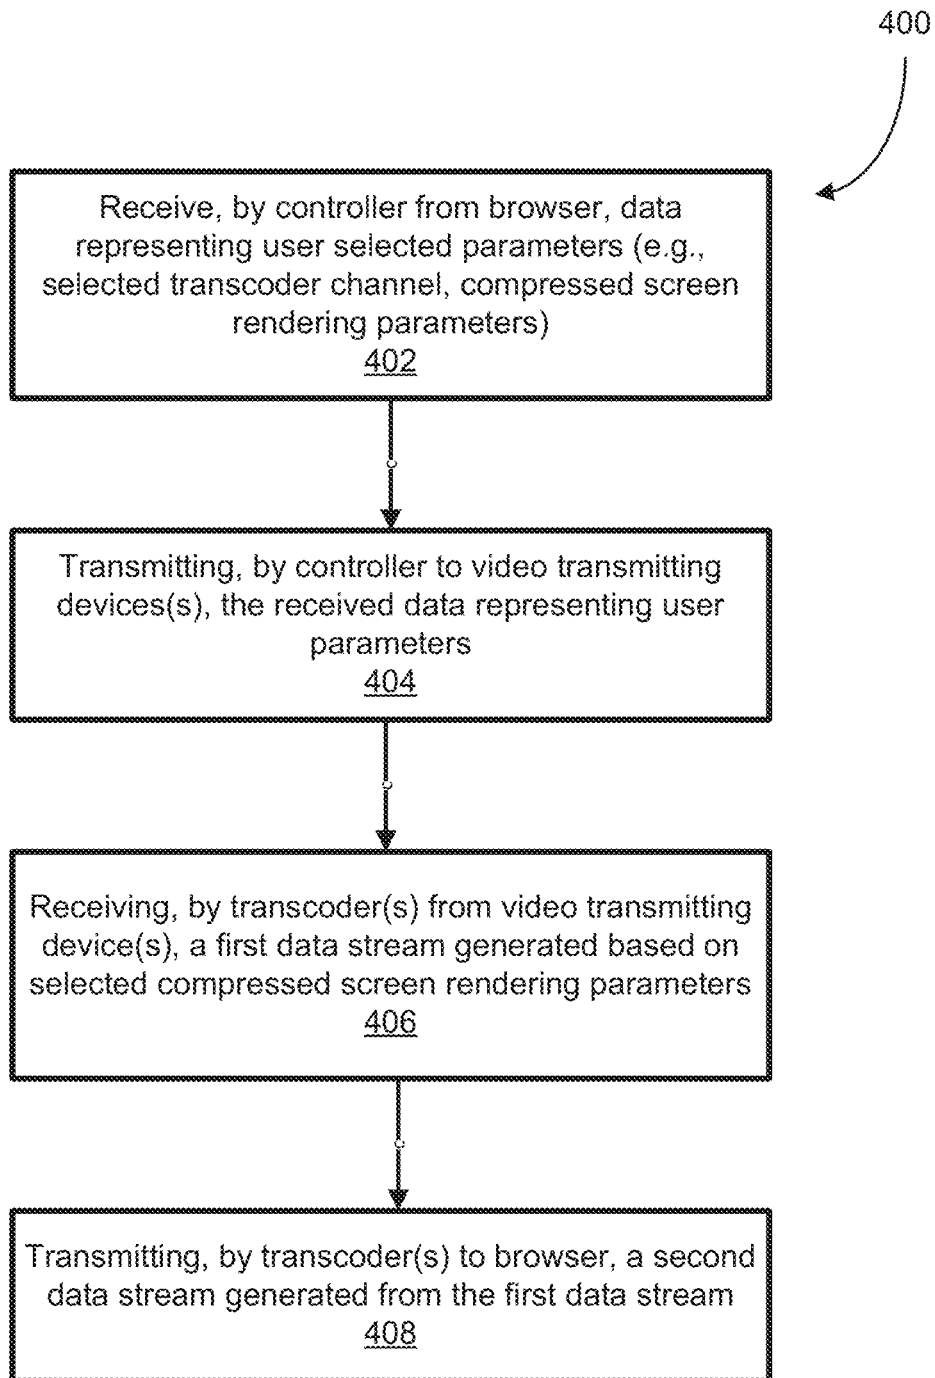 400
Receive, by controller from browser, data
representing user selected parameters (e.g.,
selected transcoder channel, compressed screen
rendering parameters)
402
Transmitting, by controller to video transmitting
devices(s), the received data representing user
parameters
404
Receiving, by transcoder(s) from video transmitting
device(s), a first data stream generated based on
selected compressed screen rendering parameters
406
Transmitting, by transcoder(s) to browser, a second
data stream generated from the first data stream
408